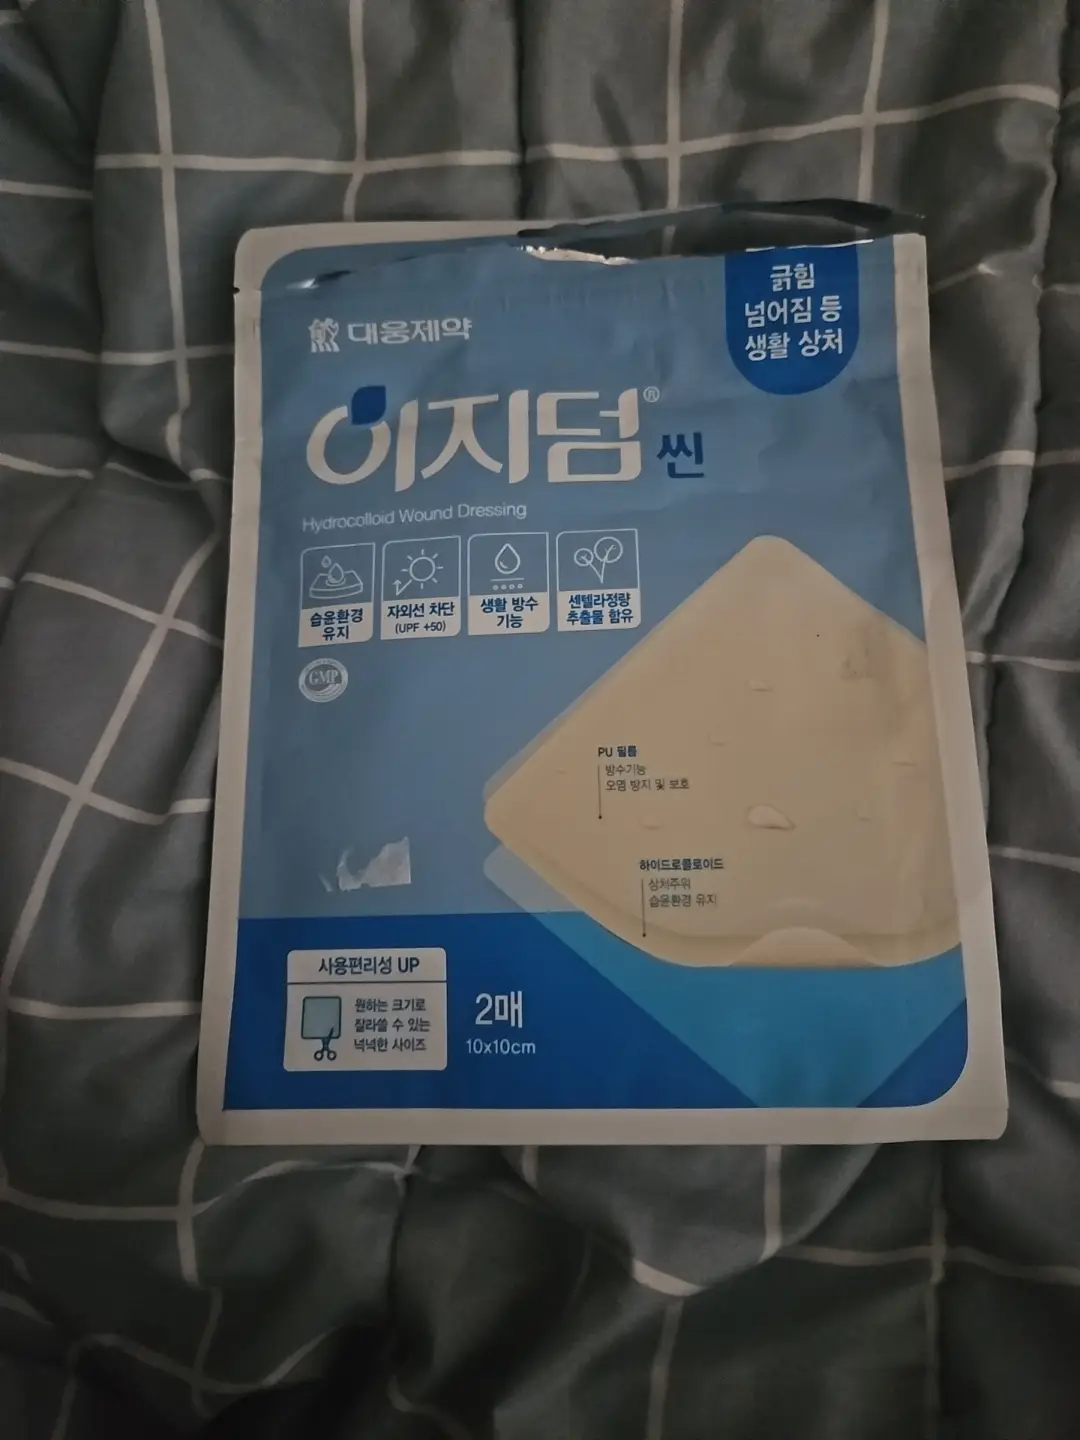 긁힘
넘어짐 등
생활 상처
대웅제약
이지덤® 씬
Hydrocolloid Wound Dressing
습윤환경
유지
자외선 차단
(UPF +50)
생활 방수
기능
센텔라정량
추출물 함유
GMP
PU 필름
방수기능
오염 방지 및 보호
하이드로콜로이드
상처주위
습윤환경 유지
사용편리성 UP
원하는 크기로
잘라쓸 수 있는
넉넉한 사이즈
2매
10x10cm